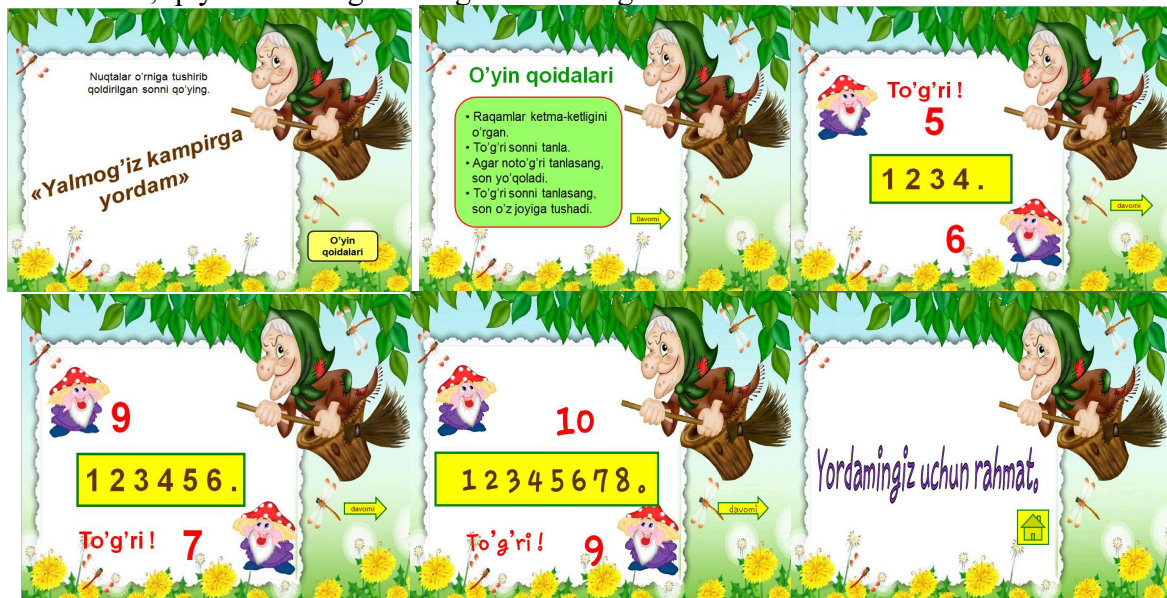 Nuqtalar o'rniga tushirib
qoldirilgan sonni qo'ying.
«Yalmog'iz kampirga
yordam»
O'yin
qoidalari
O'yin qoidalari
• Raqamlar ketma-ketligini
o'rgan.
• To'g'ri sonni tanla.
• Agar noto'g'ri tanlasang,
son yo'qoladi.
• To'g'ri sonni tanlasang,
son o'z joyiga tushadi.
Davomi
To'g'ri !
5
1 2 3 4 .
6
davomi
9
1 2 3 4 5 6 .
To'g'ri !
7
davomi
10
1 2 3 4 5 6 7 8 .
To'g'ri !
9
davomi
Yordamingiz uchun rahmat.